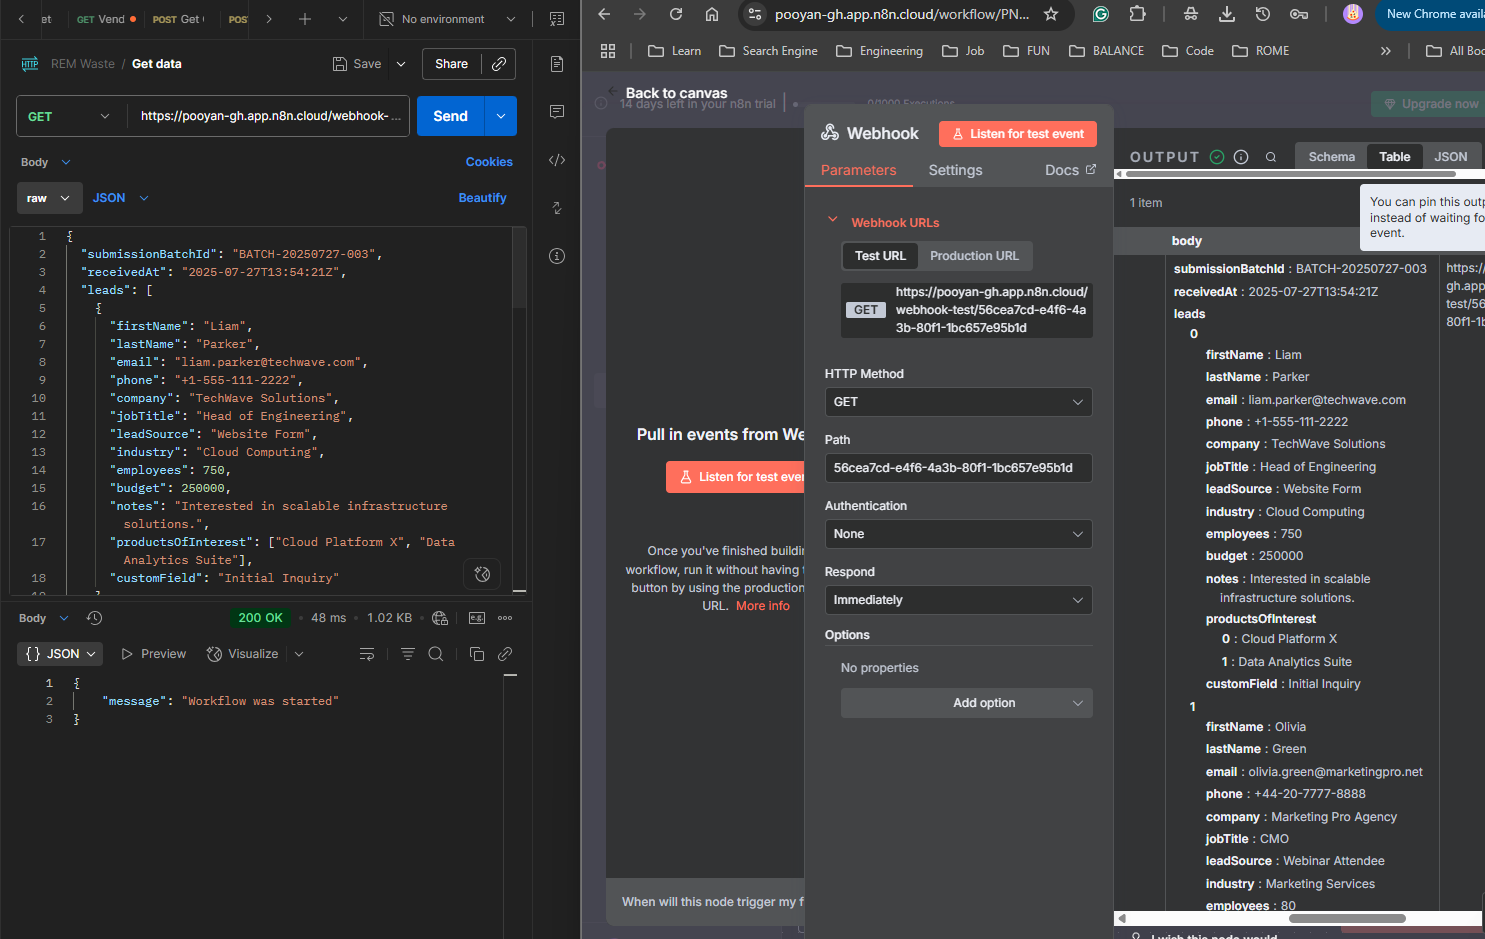 et
GET Vend
POST Get
POS
No environment
REM Waste / Get data
Save
Share
GET
https://pooyan-gh.app.n8n.cloud/webhook-...
Send
Body
Cookies
raw
JSON
Beautify
1 {
2 "submissionBatchId": "BATCH-20250727-003",
3 "receivedAt": "2025-07-27T13:54:21Z",
4 "leads": [
5 {
6 "firstName": "Liam",
7 "lastName": "Parker",
8 "email": "liam.parker@techwave.com",
9 "phone": "+1-555-111-2222",
10 "company": "TechWave Solutions",
11 "jobTitle": "Head of Engineering",
12 "leadSource": "Website Form",
13 "industry": "Cloud Computing",
14 "employees": 750,
15 "budget": 250000,
16 "notes": "Interested in scalable infrastructure
solutions.",
17 "productsOfInterest": ["Cloud Platform X", "Data
Analytics Suite"],
18 "customField": "Initial Inquiry"
Body
200 OK
48 ms
1.02 KB
{} JSON
Preview
Visualize
1 {
2 "message": "Workflow was started"
3 }
pooyan-gh.app.n8n.cloud/workflow/PN...
New Chrome availa
Learn
Search Engine
Engineering
Job
FUN
BALANCE
Code
ROME
All Boo
Back to canvas
14 days left in your n8n trial
0/1000 Executions
Upgrade now
Pull in events from We
Listen for test even
Once you've finished buildin
workflow, run it without having t
button by using the production
URL. More info
When will this node trigger my f
Webhook
Listen for test event
Parameters
Settings
Docs
Webhook URLs
Test URL
Production URL
GET
https://pooyan-gh.app.n8n.cloud/
webhook-test/56cea7cd-e4f6-4a
3b-80f1-1bc657e95b1d
HTTP Method
GET
Path
56cea7cd-e4f6-4a3b-80f1-1bc657e95b1d
Authentication
None
Respond
Immediately
Options
No properties
Add option
OUTPUT
Schema
Table
JSON
1 item
You can pin this outp
instead of waiting fo
event.
body
submissionBatchId : BATCH-20250727-003
receivedAt : 2025-07-27T13:54:21Z
leads
0
firstName : Liam
lastName : Parker
email : liam.parker@techwave.com
phone : +1-555-111-2222
company : TechWave Solutions
jobTitle : Head of Engineering
leadSource : Website Form
industry : Cloud Computing
employees : 750
budget : 250000
notes : Interested in scalable
infrastructure solutions.
productsOfInterest
0 : Cloud Platform X
1 : Data Analytics Suite
customField : Initial Inquiry
1
firstName : Olivia
lastName : Green
email : olivia.green@marketingpro.net
phone : +44-20-7777-8888
company : Marketing Pro Agency
jobTitle : CMO
leadSource : Webinar Attendee
industry : Marketing Services
employees : 80
https:/
gh.app
test/56
80f1-1b
I wish this node would